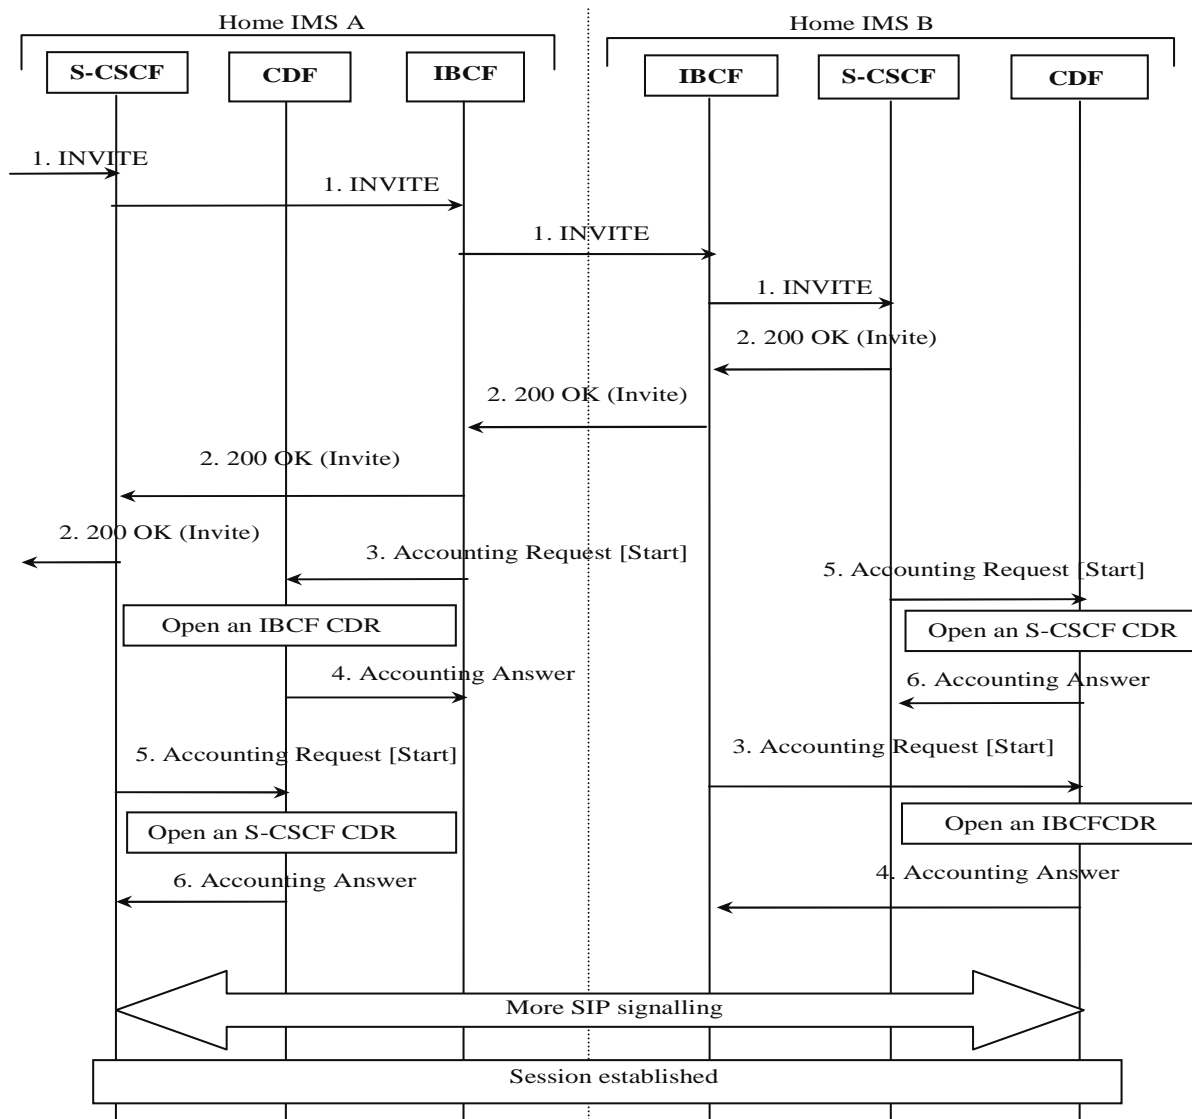 Home IMS A
Home IMS B
S-CSCF
CDF
IBCF
IBCF
S-CSCF
CDF
1. INVITE
1. INVITE
1. INVITE
1. INVITE
2. 200 OK (Invite)
2. 200 OK (Invite)
2. 200 OK (Invite)
2. 200 OK (Invite)
3. Accounting Request [Start]
5. Accounting Request [Start]
Open an IBCF CDR
Open an S-CSCF CDR
4. Accounting Answer
6. Accounting Answer
5. Accounting Request [Start]
3. Accounting Request [Start]
Open an S-CSCF CDR
Open an IBCFCDR
6. Accounting Answer
4. Accounting Answer
More SIP signalling
Session established